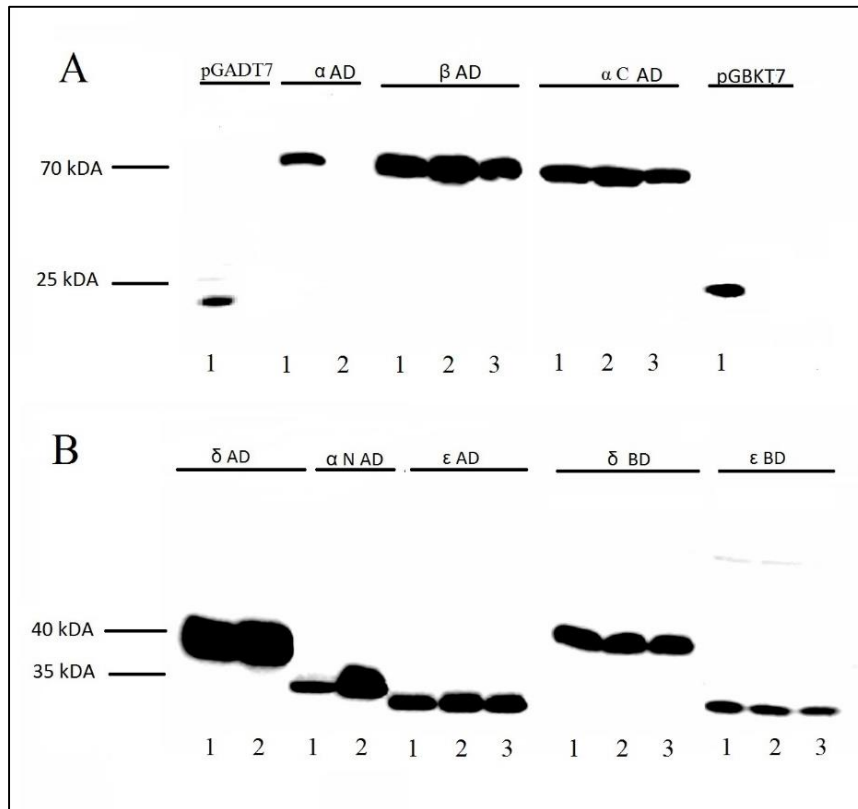 A
pGADT7 α AD β AD α C AD pGBKT7
70 kDA
25 kDA
1 1 2 1 2 3 1 2 3 1
B
δ AD α N AD ε AD δ BD ε BD
40 kDA
35 kDA
1 2 1 2 1 2 3 1 2 3 1 2 3